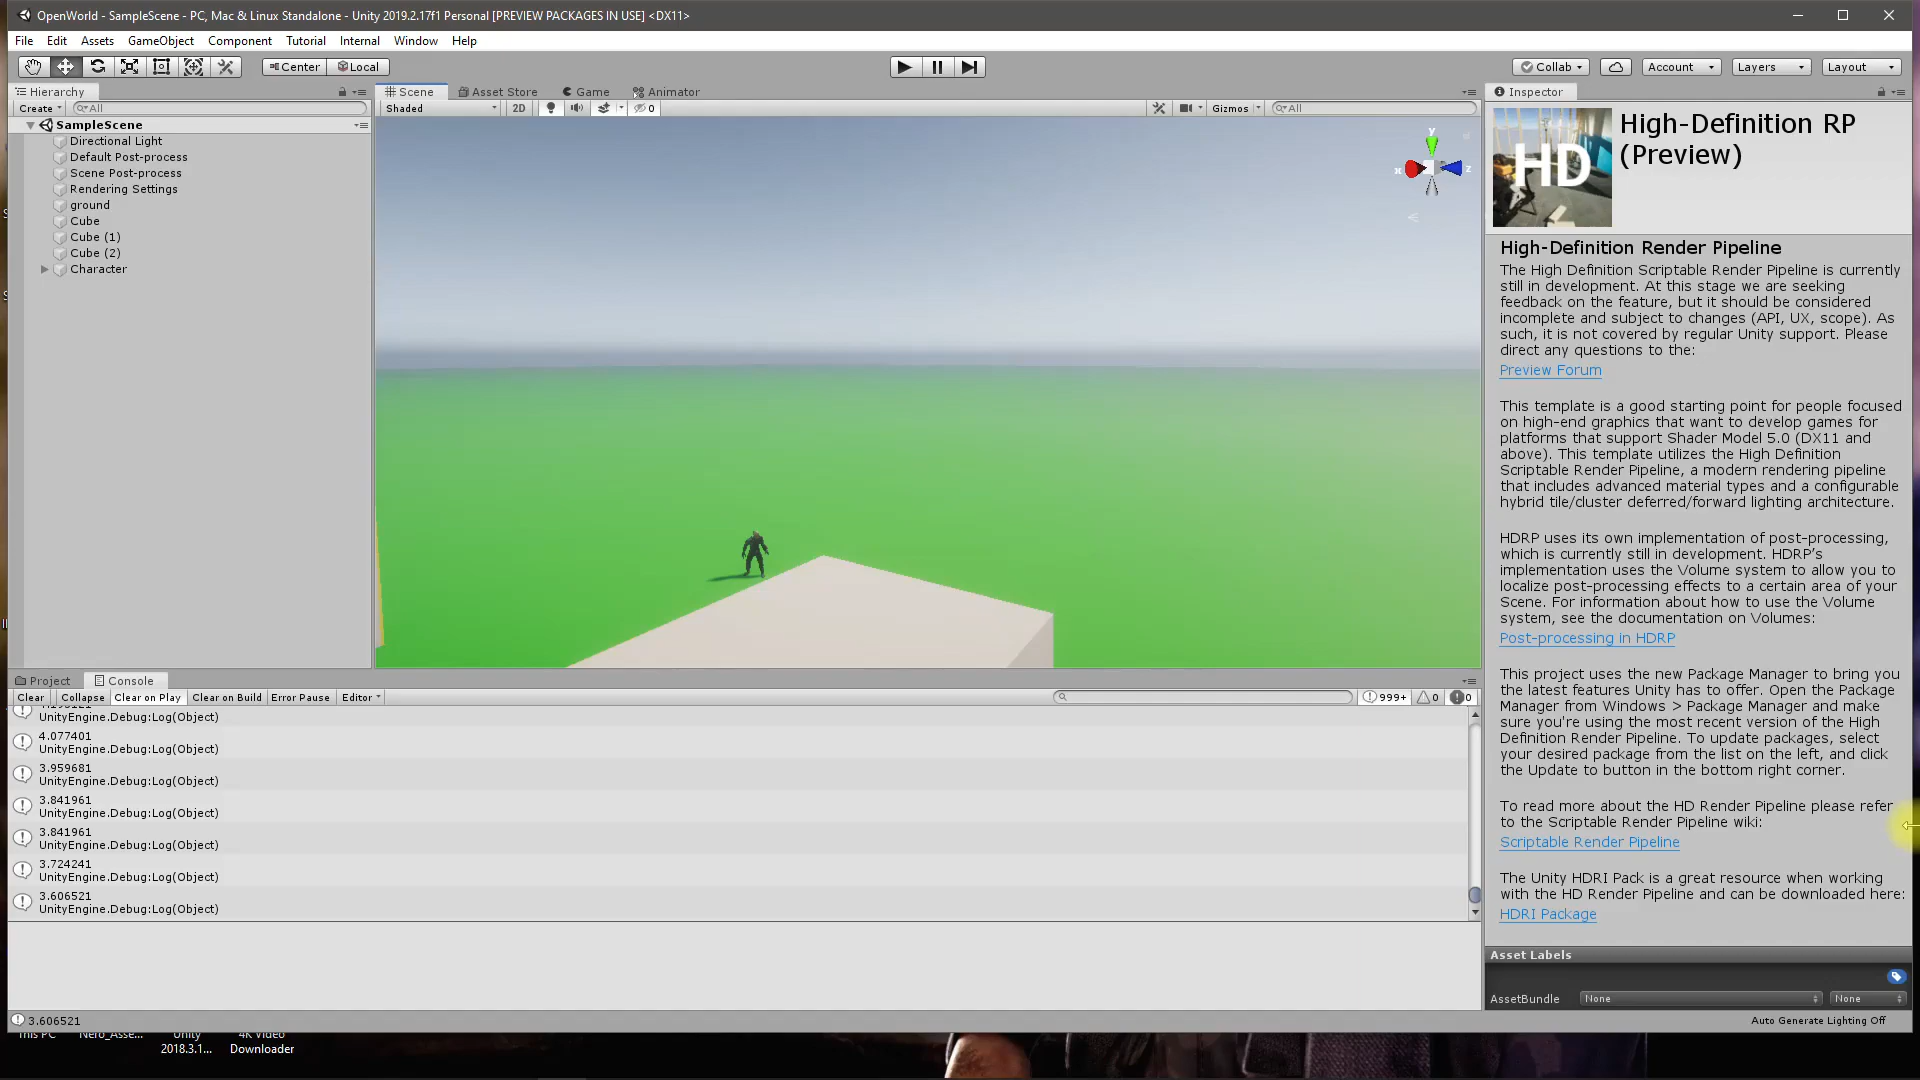 OpenWorld - SampleScene - PC, Mac & Linux Standalone - Unity 2019.2.17f1 Personal [PREVIEW PACKAGES IN USE] <DX11>
File Edit Assets GameObject Component Tutorial Internal Window Help
Center Local
Collab Account Layers Layout
Hierarchy
Create All
SampleScene
Directional Light
Default Post-process
Scene Post-process
Rendering Settings
ground
Cube
Cube (1)
Cube (2)
Character
Scene Asset Store Game Animator
Shaded 2D 0 Gizmos All
y
x z
Inspector
HD
High-Definition RP
(Preview)
High-Definition Render Pipeline
The High Definition Scriptable Render Pipeline is currently
still in development. At this stage we are seeking
feedback on the feature, but it should be considered
incomplete and subject to changes (API, UX, scope). As
such, it is not covered by regular Unity support. Please
direct any questions to the:
Preview Forum
This template is a good starting point for people focused
on high-end graphics that want to develop games for
platforms that support Shader Model 5.0 (DX11 and
above). This template utilizes the High Definition
Scriptable Render Pipeline, a modern rendering pipeline
that includes advanced material types and a configurable
hybrid tile/cluster deferred/forward lighting architecture.
HDRP uses its own implementation of post-processing,
which is currently still in development. HDRP's
implementation uses the Volume system to allow you to
localize post-processing effects to a certain area of your
Scene. For information about how to use the Volume
system, see the documentation on Volumes:
Post-processing in HDRP
This project uses the new Package Manager to bring you
the latest features Unity has to offer. Open the Package
Manager from Windows > Package Manager and make
sure you're using the most recent version of the High
Definition Render Pipeline. To update packages, select
your desired package from the list on the left, and click
the Update to button in the bottom right corner.
To read more about the HD Render Pipeline please refer
to the Scriptable Render Pipeline wiki:
Scriptable Render Pipeline
The Unity HDRI Pack is a great resource when working
with the HD Render Pipeline and can be downloaded here:
HDRI Package
Asset Labels
AssetBundle None None
Auto Generate Lighting Off
Project Console
Clear Collapse Clear on Play Clear on Build Error Pause Editor 999+ 0 0
UnityEngine.Debug:Log(Object)
4.077401
UnityEngine.Debug:Log(Object)
3.959681
UnityEngine.Debug:Log(Object)
3.841961
UnityEngine.Debug:Log(Object)
3.841961
UnityEngine.Debug:Log(Object)
3.724241
UnityEngine.Debug:Log(Object)
3.606521
UnityEngine.Debug:Log(Object)
3.606521
This PC Nero_Asse... Unity 4K Video
2018.3.1... Downloader